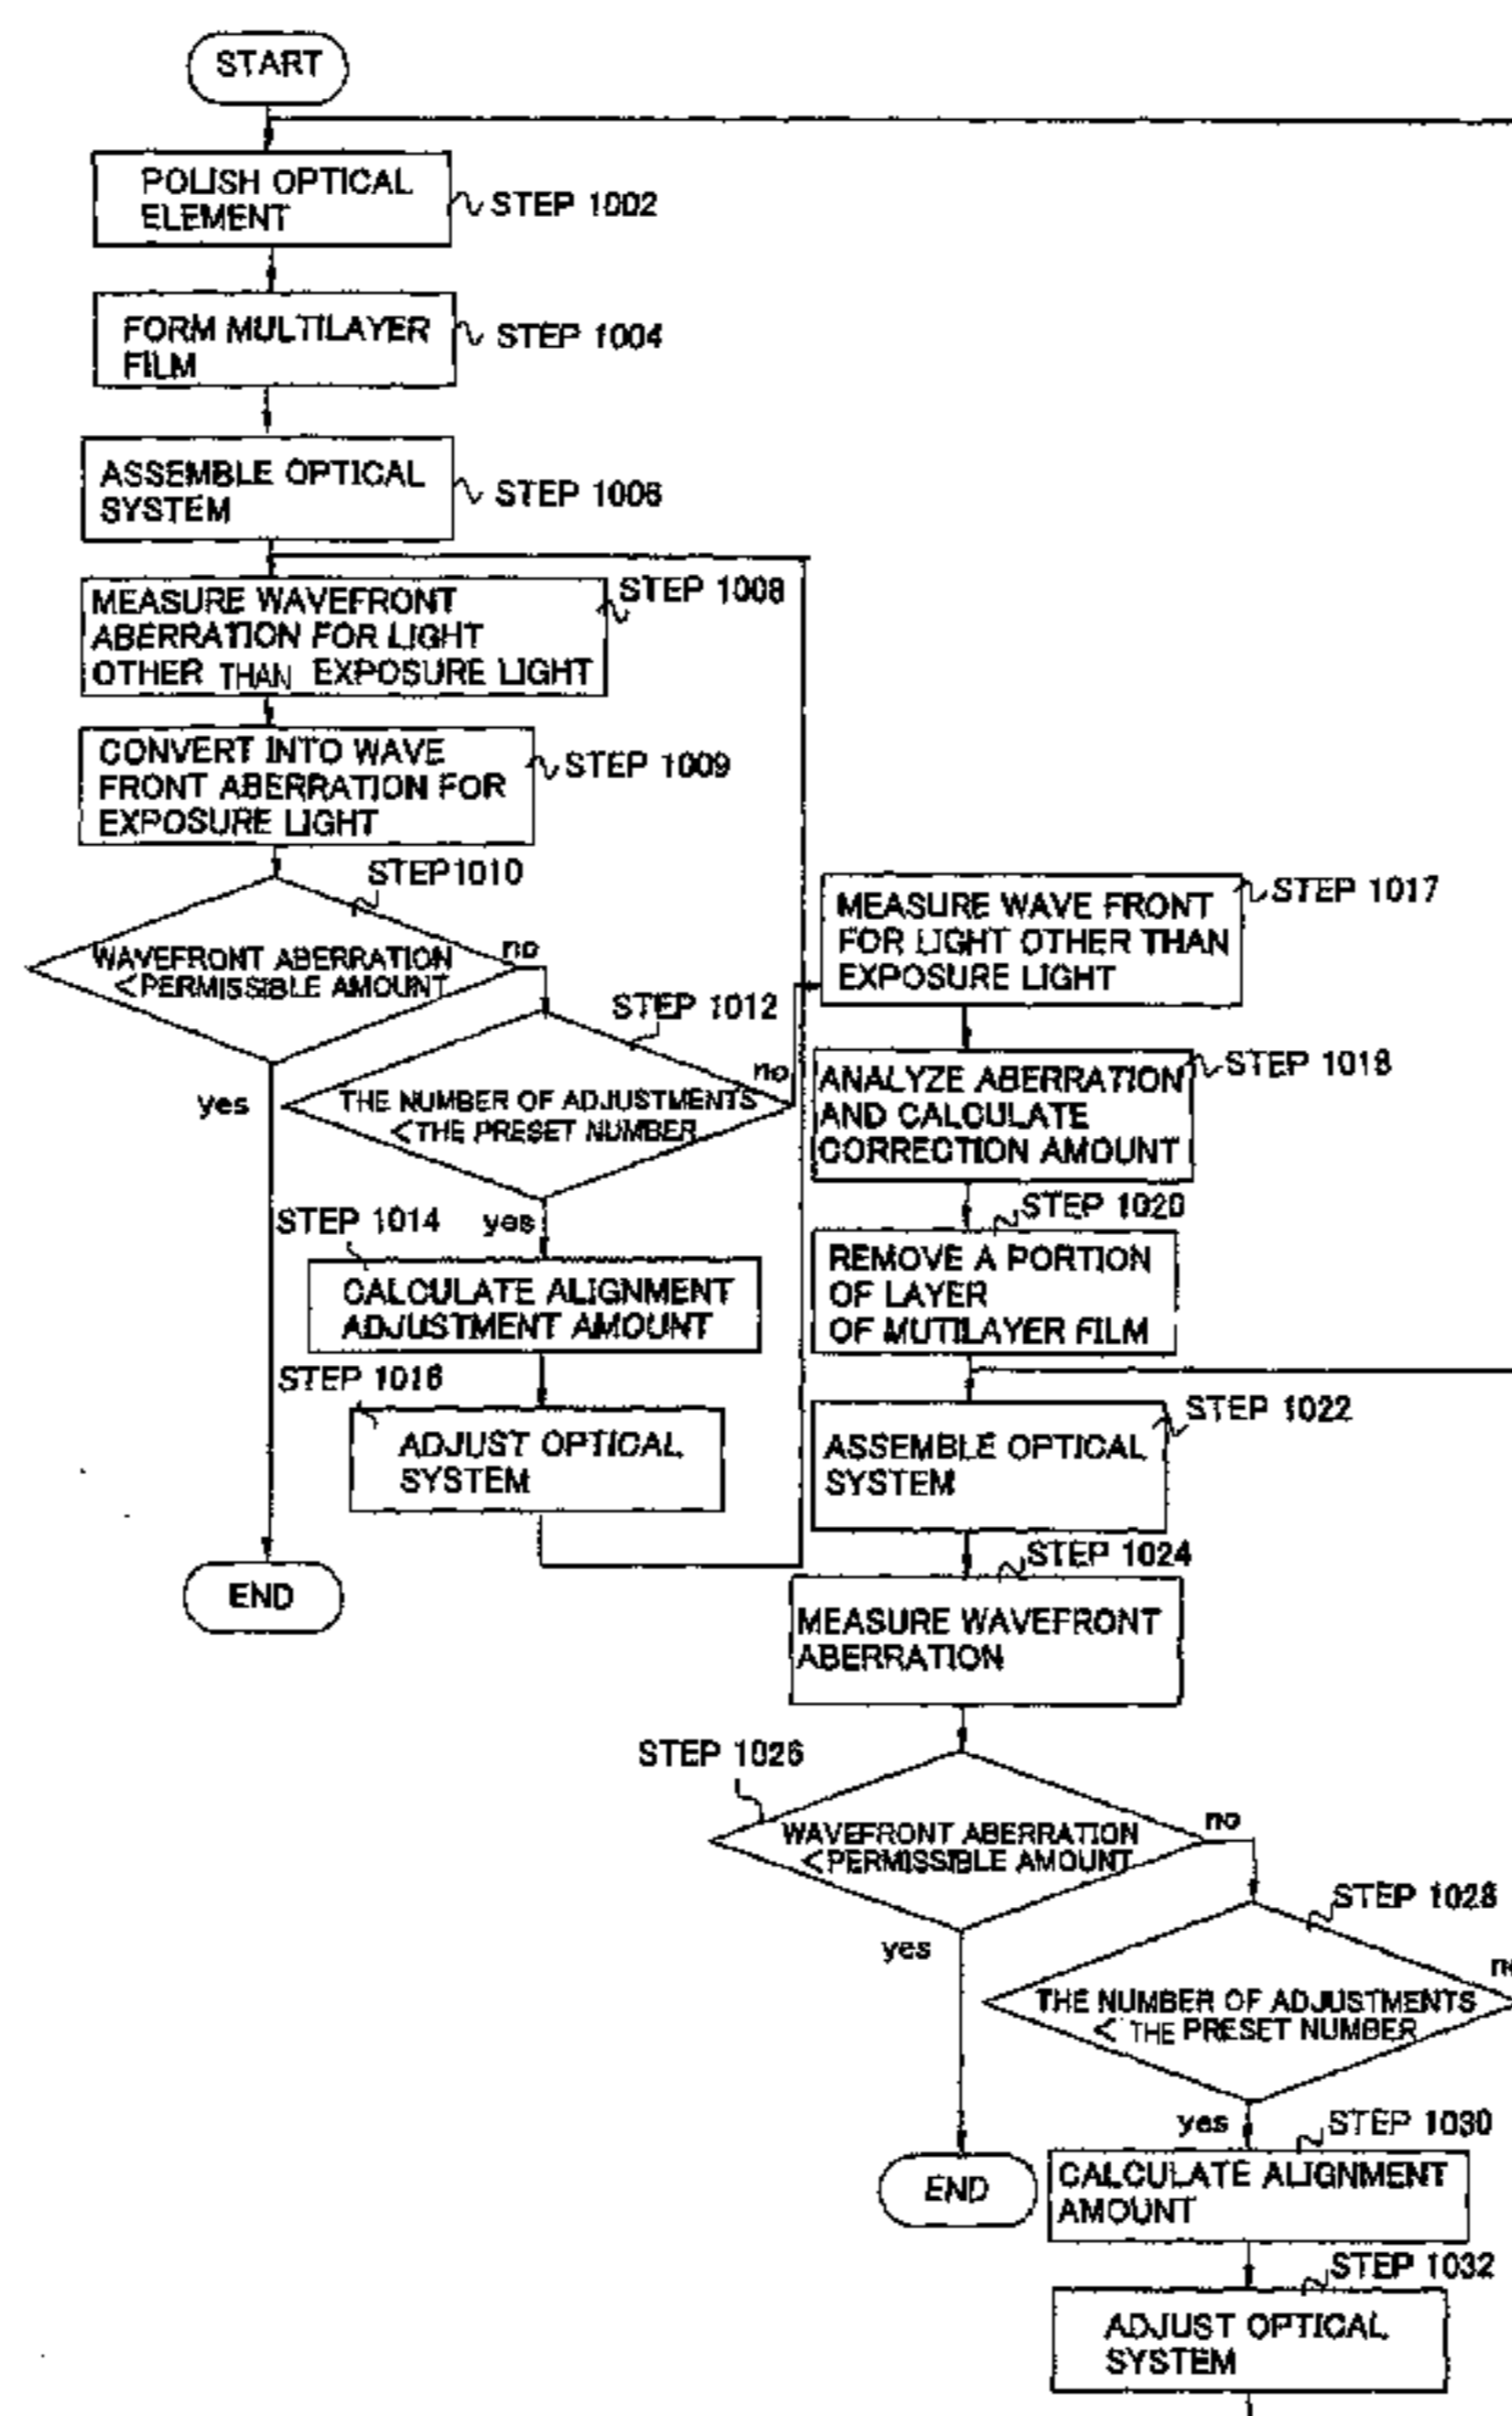 START
POLISH OPTICAL
ELEMENT
STEP 1002
FORM MULTILAYER
FILM
STEP 1004
ASSEMBLE OPTICAL
SYSTEM
STEP 1006
MEASURE WAVEFRONT
ABERRATION FOR LIGHT
OTHER THAN EXPOSURE LIGHT
STEP 1008
CONVERT INTO WAVE
FRONT ABERRATION FOR
EXPOSURE LIGHT
STEP 1009
STEP1010
WAVEFRONT ABERRATION
<PERMISSIBLE AMOUNT
no
yes
STEP 1012
THE NUMBER OF ADJUSTMENTS
<THE PRESET NUMBER
no
yes
STEP 1014
CALCULATE ALIGNMENT
ADJUSTMENT AMOUNT
STEP 1016
ADJUST OPTICAL
SYSTEM
END
MEASURE WAVE FRONT
FOR LIGHT OTHER THAN
EXPOSURE LIGHT
STEP 1017
ANALYZE ABERRATION
AND CALCULATE
CORRECTION AMOUNT
STEP 1018
STEP 1020
REMOVE A PORTION
OF LAYER
OF MUTILAYER FILM
STEP 1022
ASSEMBLE OPTICAL
SYSTEM
STEP 1024
MEASURE WAVEFRONT
ABERRATION
STEP 1026
WAVEFRONT ABERRATION
<PERMISSIBLE AMOUNT
no
yes
STEP 1028
THE NUMBER OF ADJUSTMENTS
< THE PRESET NUMBER
yes
END
STEP 1030
CALCULATE ALIGNMENT
AMOUNT
STEP 1032
ADJUST OPTICAL
SYSTEM